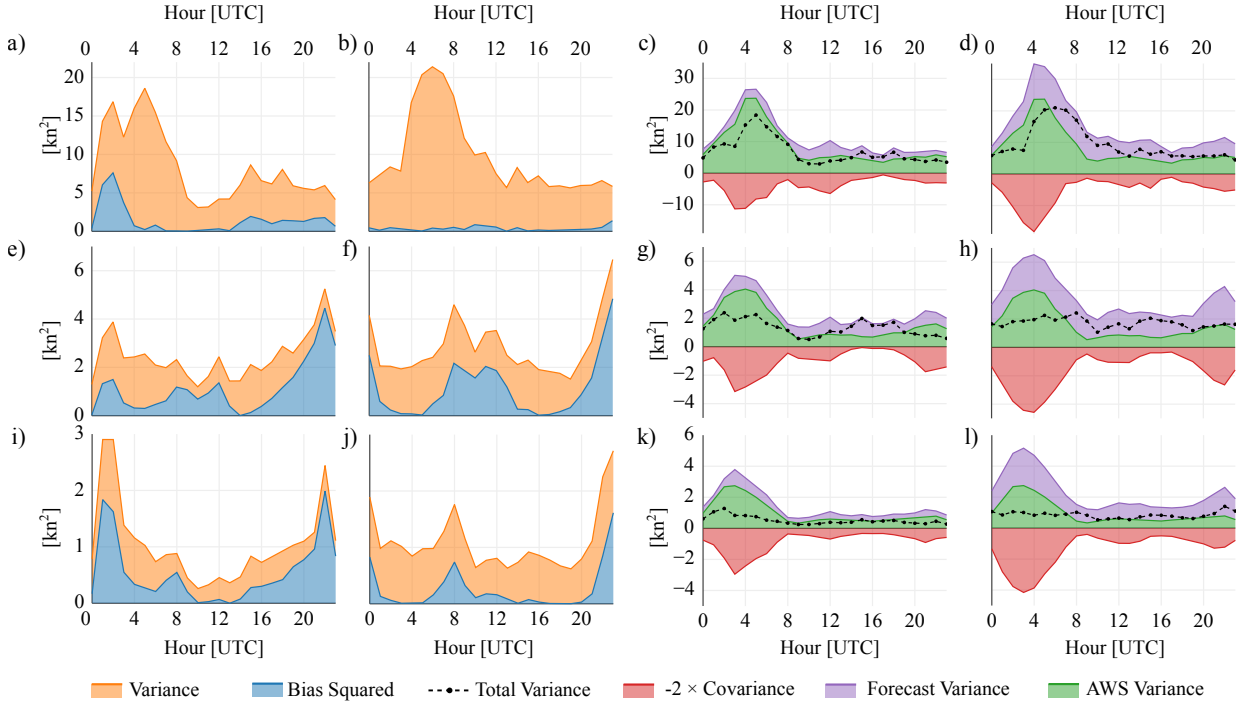 Hour [UTC] Hour [UTC] Hour [UTC] Hour [UTC]
a) 0 4 8 12 16 20 b) 0 4 8 12 16 20 c) 0 4 8 12 16 20 d) 0 4 8 12 16 20
[kn²] 20 15 10 5 0 [kn²] 30 20 10 0 −10
e) f) g) h)
[kn²] 6 4 2 0 [kn²] 6 4 2 0 −2 −4
i) j) k) l)
[kn²] 3 2 1 0 [kn²] 6 4 2 0 −2 −4
0 4 8 12 16 20 0 4 8 12 16 20 0 4 8 12 16 20 0 4 8 12 16 20
Hour [UTC] Hour [UTC] Hour [UTC] Hour [UTC]
Variance Bias Squared Total Variance -2 × Covariance Forecast Variance AWS Variance